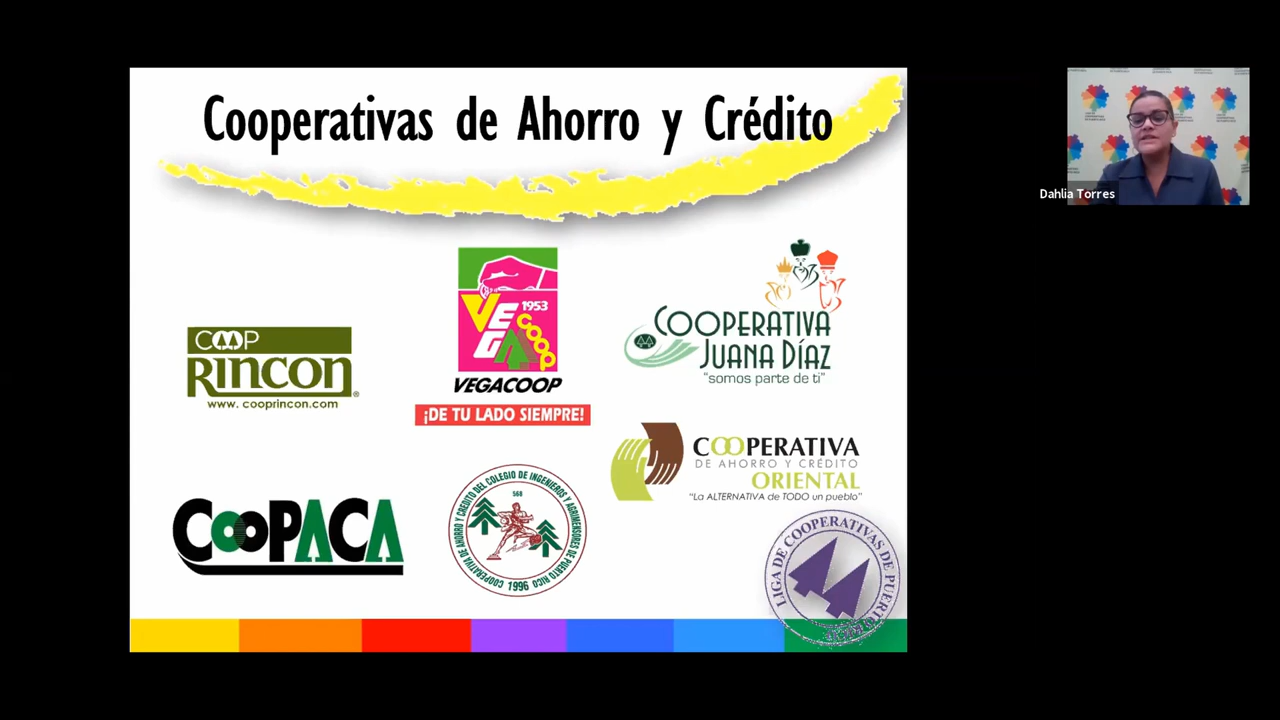 Cooperativas de Ahorro y Crédito
Dahlia Torres
COOP
RINCON®
www. cooprincon.com
1953
VEGA
COOP
VEGACOOP
¡DE TU LADO SIEMPRE!
COOPERATIVA
JUANA DÍAZ
"somos parte de ti"
COOPERATIVA
DE AHORRO Y CRÉDITO
ORIENTAL
"La ALTERNATIVA de TODO un pueblo"
COOPACA
COOPERATIVA DE AHORRO Y CREDITO DEL COLEGIO DE INGENIEROS Y AGRIMENSORES DE PUERTO RICO
568
1996
LIGA DE COOPERATIVAS DE PUERTO